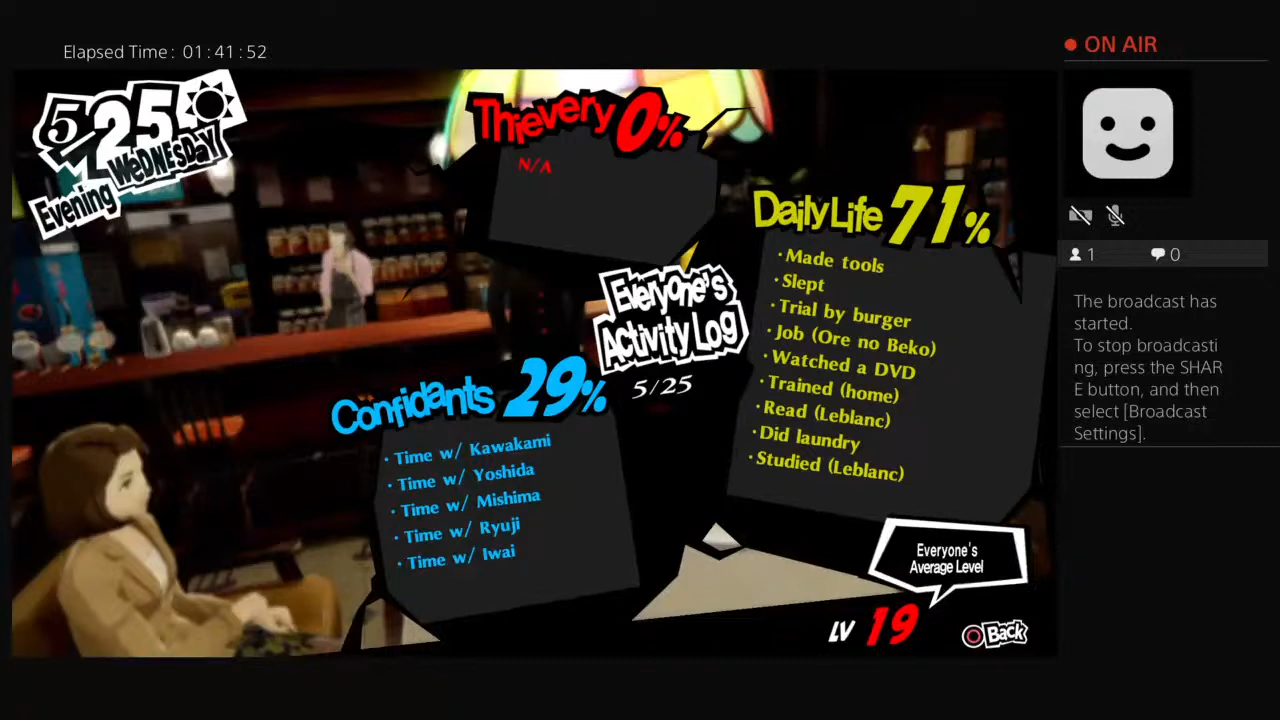 Elapsed Time: 01:41:52
ON AIR
5/25
WeDNEsDaY
Evening
Thievery 0%
N/A
Daily Life 71%
・Made tools
・Slept
・Trial by burger
・Job (Ore no Beko)
・Watched a DVD
・Trained (home)
・Read (Leblanc)
・Did laundry
・Studied (Leblanc)
Everyone's
Activity Log
5/25
Confidants 29%
・Time w/ Kawakami
・Time w/ Yoshida
・Time w/ Mishima
・Time w/ Ryuji
・Time w/ Iwai
Everyone's
Average Level
LV 19
Back
1
0
The broadcast has
started.
To stop broadcasti
ng, press the SHAR
E button, and then
select [Broadcast
Settings].